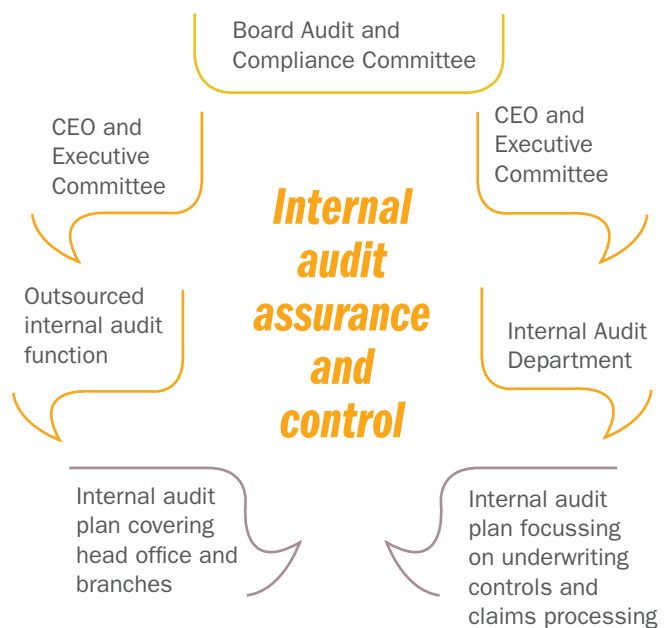 Board Audit and
Compliance Committee
CEO and
Executive
Committee
CEO and
Executive
Committee
Internal
audit
assurance
and
control
Outsourced
internal audit
function
Internal Audit
Department
Internal audit
plan covering
head office and
branches
Internal audit
plan focussing
on underwriting
controls and
claims processing